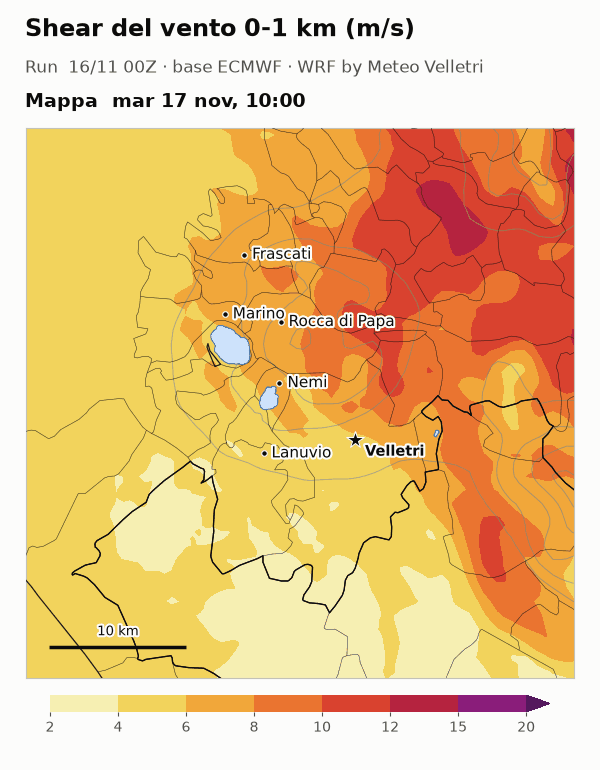 Shear del vento 0-1 km (m/s)
Run  16/11 00Z · base ECMWF · WRF by Meteo Velletri
Mappa  mar 17 nov, 10:00
Frascati
Marino
Rocca di Papa
Nemi
Velletri
Lanuvio
10 km
2 4 6 8 10 12 15 20